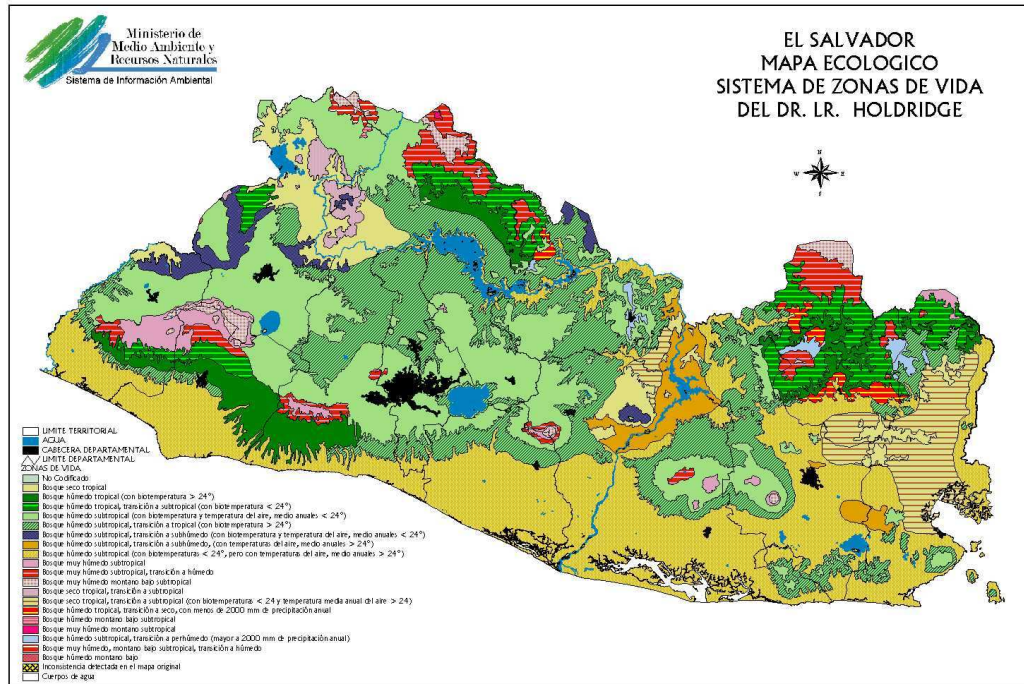 Ministerio de
Medio Ambiente y
Recursos Naturales
Sistema de Información Ambiental
EL SALVADOR
MAPA ECOLOGICO
SISTEMA DE ZONAS DE VIDA
DEL DR. LR. HOLDRIDGE
N
W E
S
LIMITE TERRITORIAL
AGUA
CABECERA DEPARTAMENTAL
LIMITE DEPARTAMENTAL
ZONAS DE VIDA
No Codificado
Bosque seco tropical
Bosque húmedo tropical (con biotemperatura > 24°)
Bosque húmedo tropical, transición a subtropical (con biotemperatura < 24°)
Bosque húmedo subtropical (con biotemperatura y temperatura del aire, medio anuales < 24°)
Bosque húmedo subtropical, transición a tropical (con biotemperatura > 24°)
Bosque húmedo subtropical, transición a subhúmedo (con biotemperatura y temperatura del aire, medio anuales < 24°)
Bosque húmedo subtropical, transición a subhmedo, (con temperaturas del aire, medio anuales > 24°)
Bosque húmedo subtropical (con biotemperaturas < 24°, pero con temperaturas del aire, medio anuales > 24°)
Bosque muy húmedo subtropical
Bosque muy húmedo subtropical, transición a húmedo
Bosque muy húmedo montano bajo subtropical
Bosque seco tropical, transición a subtropical
Bosque seco tropical, transición a subtropical (con biotemperaturas < 24 y temperatura media anual del aire > 24)
Bosque húmedo tropical, transición a seco, con menos de 2000 mm de precipitación anual
Bosque húmedo montano bajo subtropical
Bosque muy húmedo montano subtropical
Bosque húmedo subtropical, transición a perhúmedo (mayor a 2000 mm de precipitación anual)
Bosque muy húmedo, montano bajo subtropical, transición a húmedo
Bosque húmedo montano bajo
Inconsistencia detectada en el mapa original
Cuerpos de agua